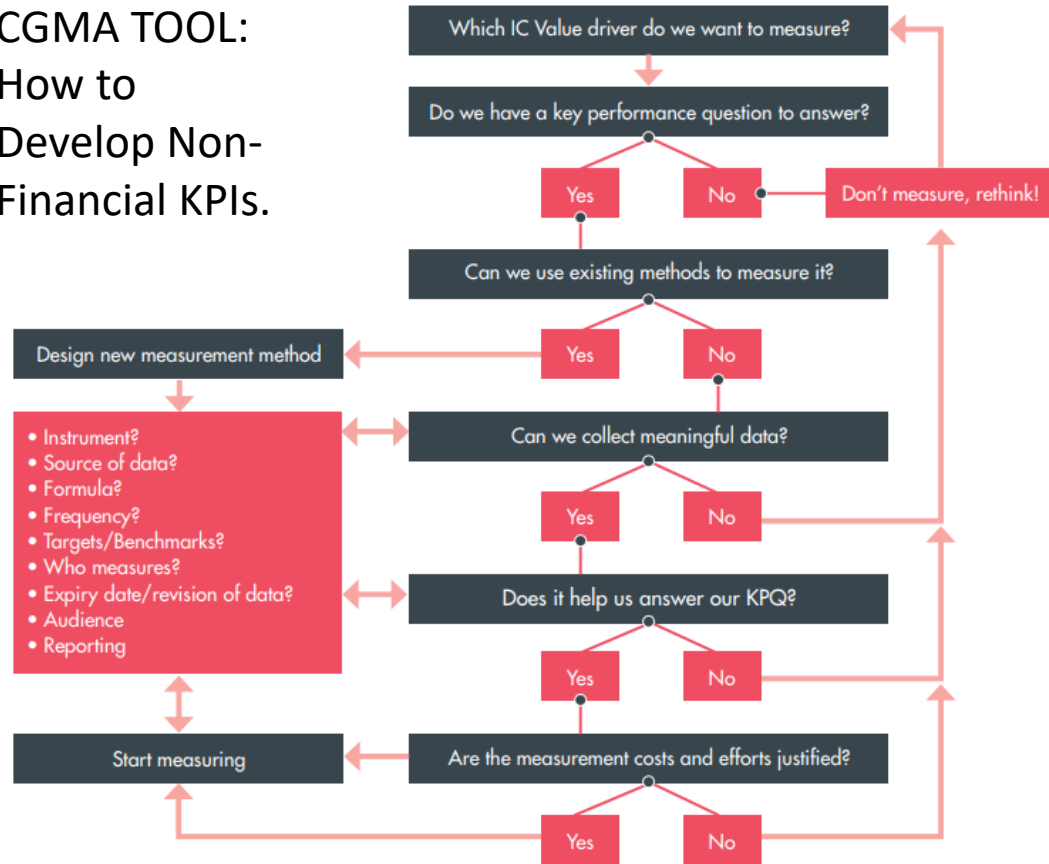 CGMA TOOL:
How to
Develop Non-
Financial KPIs.
Which IC Value driver do we want to measure?
Do we have a key performance question to answer?
Yes
No
Don't measure, rethink!
Can we use existing methods to measure it?
Design new measurement method
Yes
No
• Instrument?
• Source of data?
• Formula?
• Frequency?
• Targets/Benchmarks?
• Who measures?
• Expiry date/revision of data?
• Audience
• Reporting
Can we collect meaningful data?
Yes
No
Does it help us answer our KPQ?
Yes
No
Start measuring
Are the measurement costs and efforts justified?
Yes
No